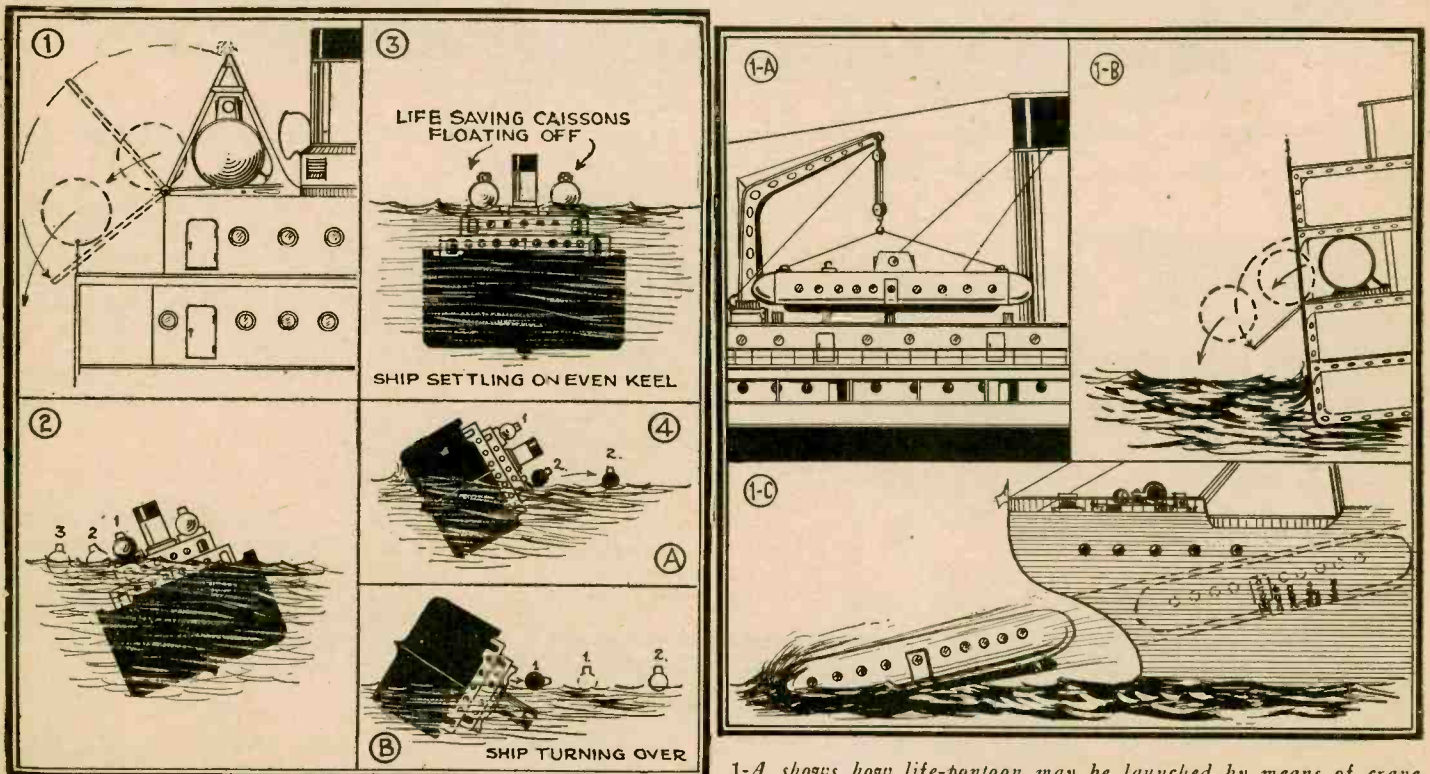 1
3
LIFE SAVING CAISSONS
FLOATING OFF
SHIP SETTLING ON EVEN KEEL
2
3 2 1
4
1.
2. 2.
A
1 1. 2.
B
SHIP TURNING OVER
1-A
1-B
1-C
1-A shows how life-pontoon may be launched by means of crane